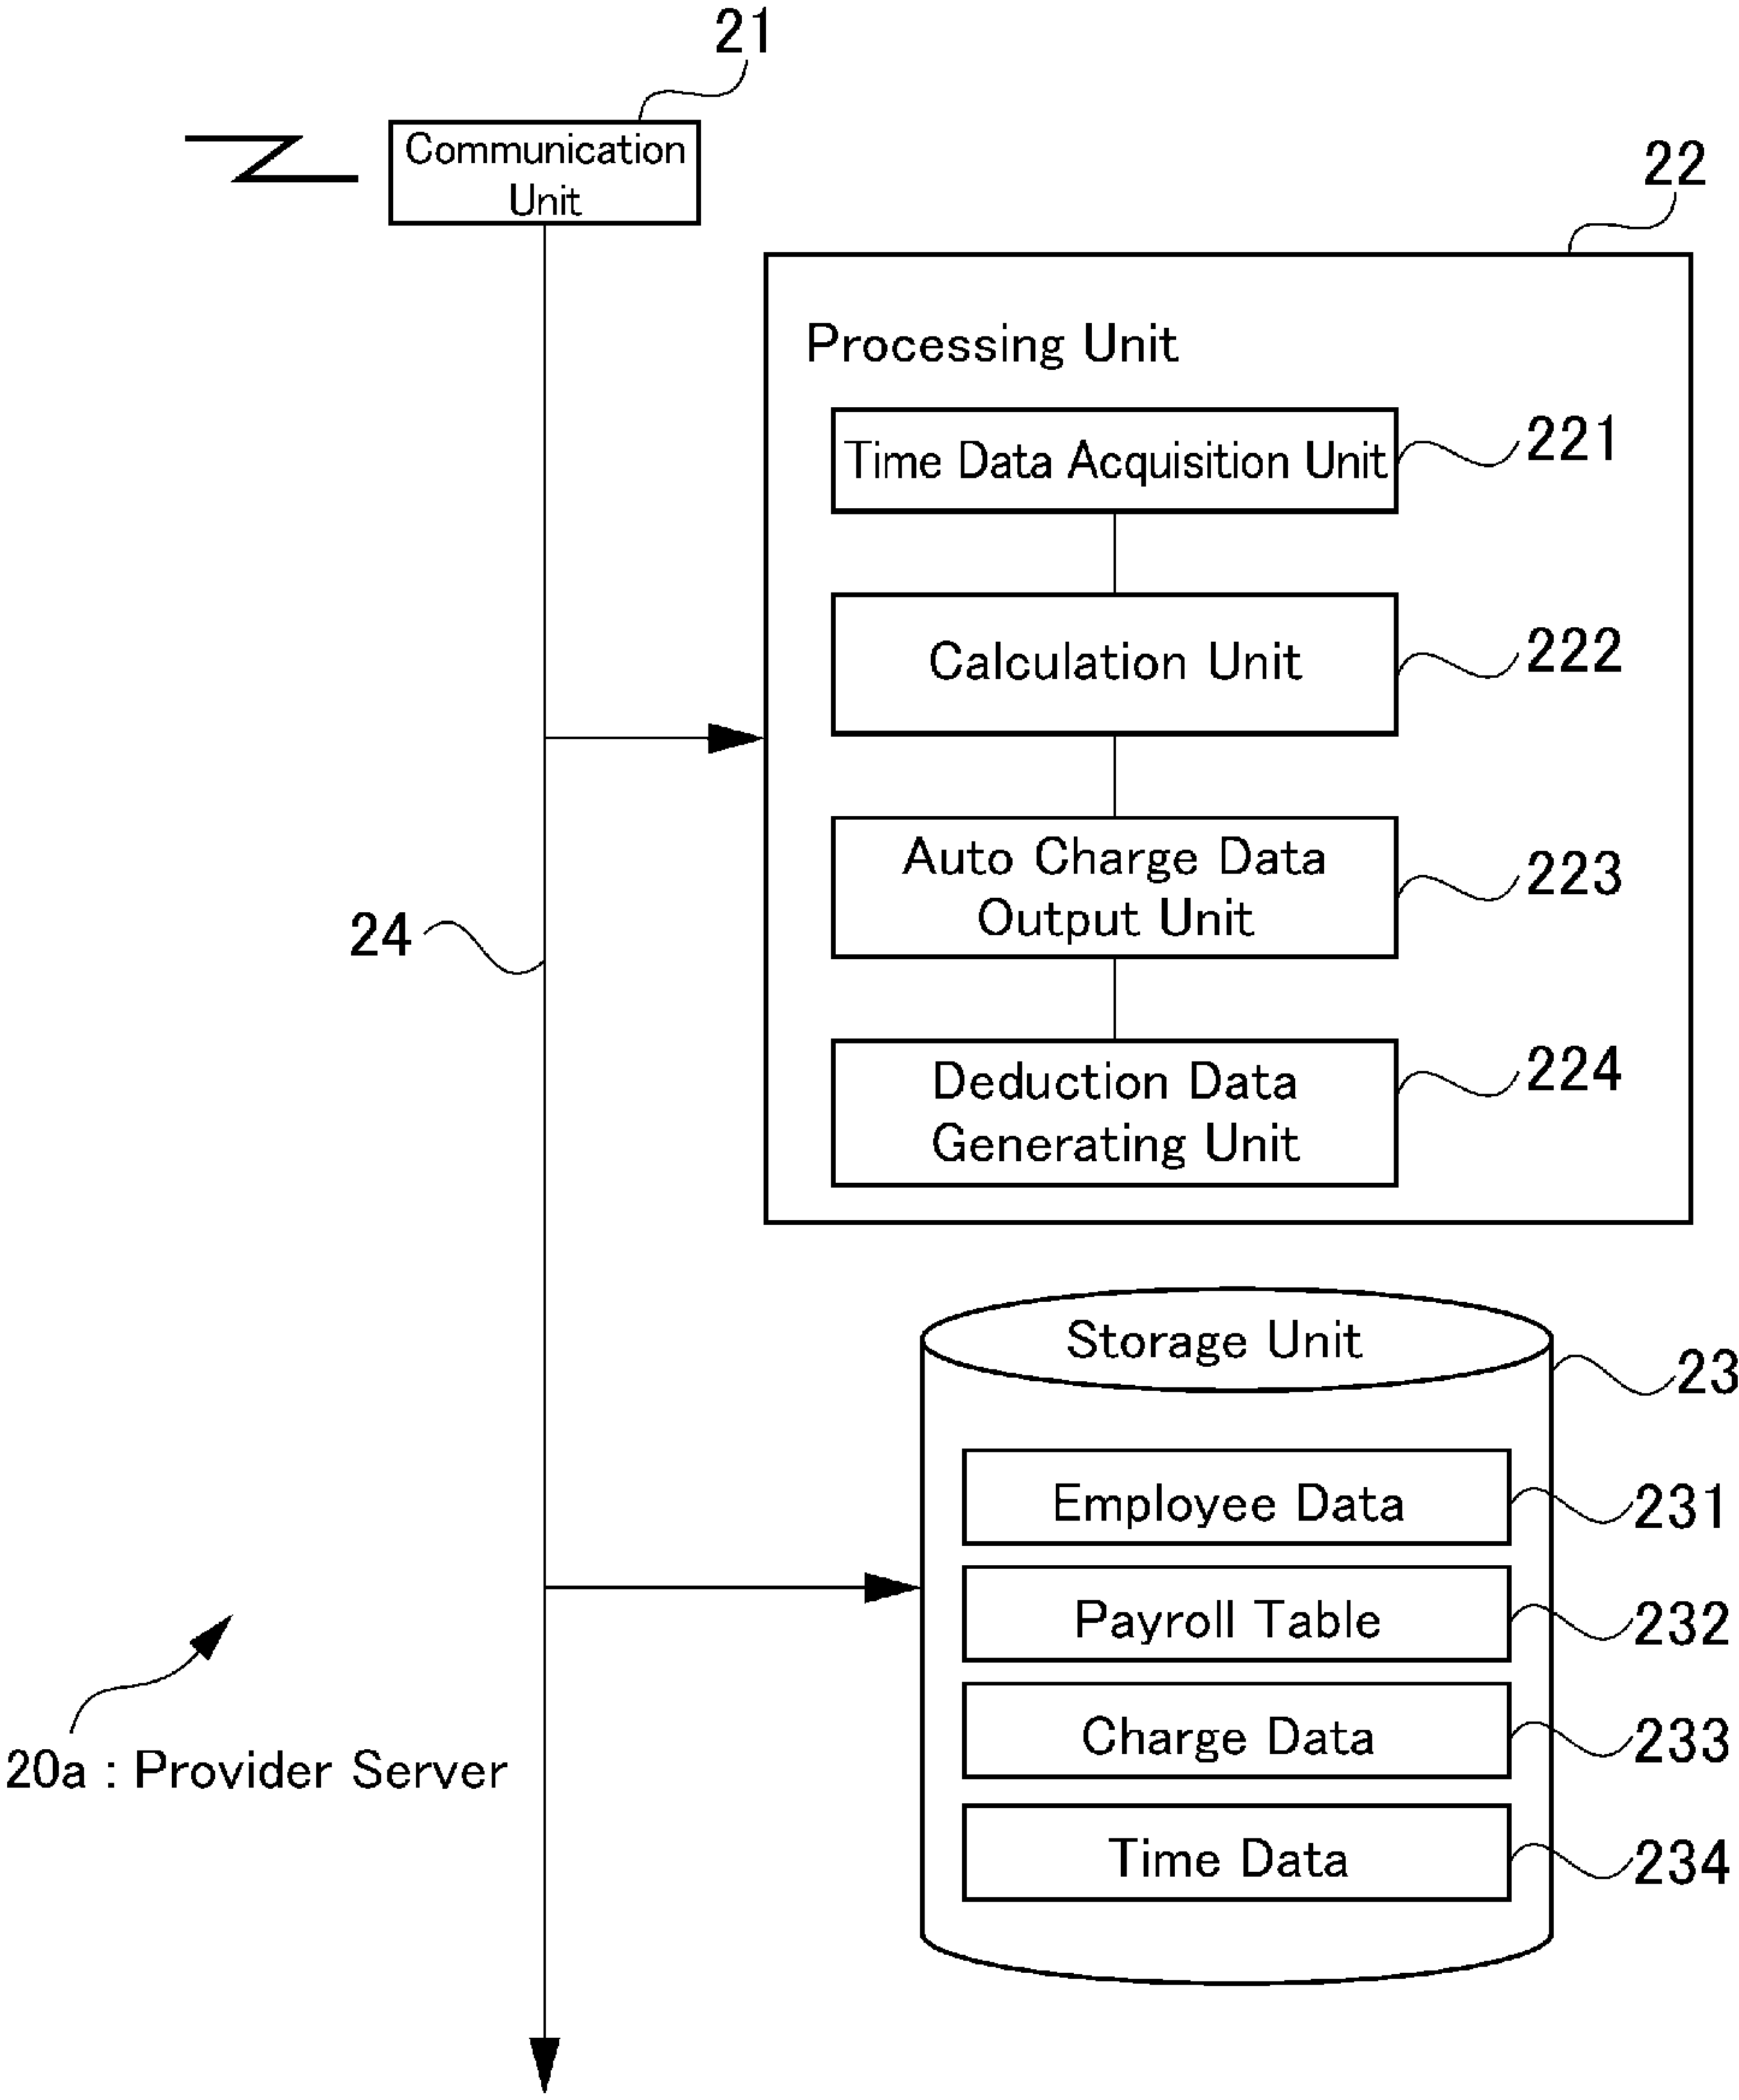 21
Communication
Unit
22
Processing Unit
Time Data Acquisition Unit
221
Calculation Unit
222
Auto Charge Data
Output Unit
223
24
Deduction Data
Generating Unit
224
Storage Unit
23
Employee Data
231
Payroll Table
232
Charge Data
233
20a : Provider Server
Time Data
234